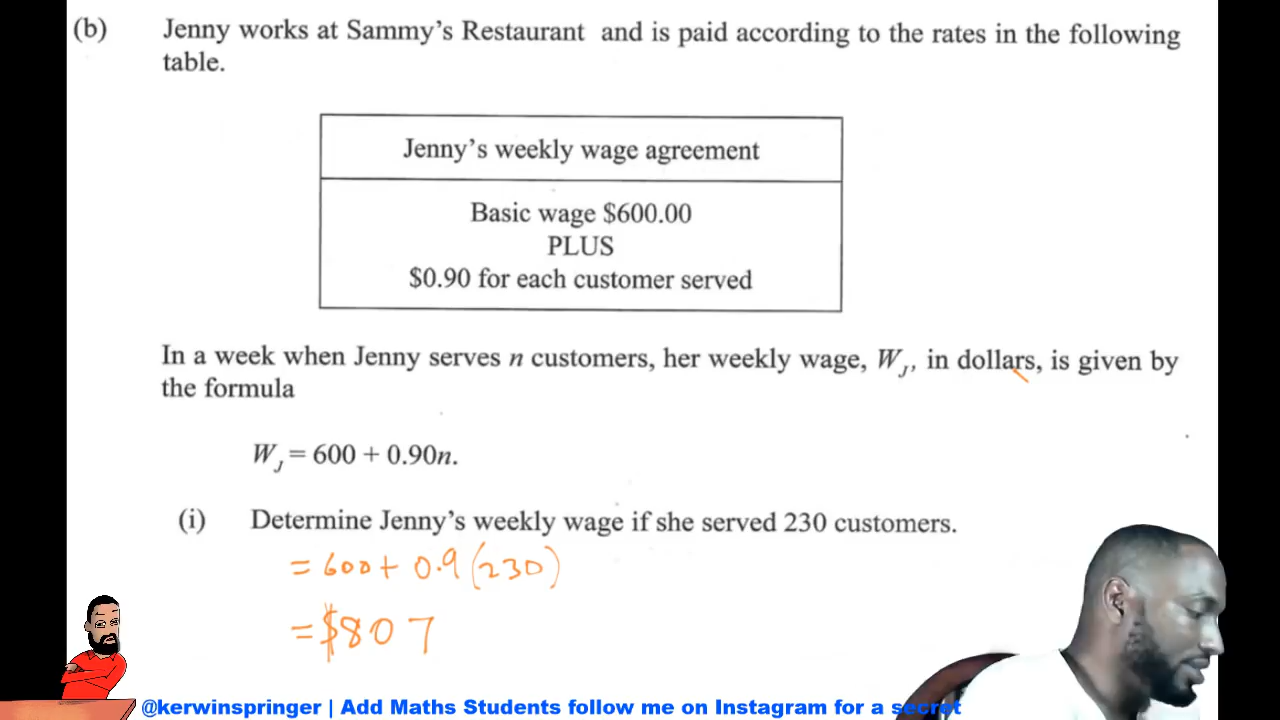 (b) Jenny works at Sammy's Restaurant and is paid according to the rates in the following
table.
Jenny's weekly wage agreement
Basic wage $600.00
PLUS
$0.90 for each customer served
In a week when Jenny serves n customers, her weekly wage, W_J, in dollars, is given by
the formula
W_J = 600 + 0.90n.
(i) Determine Jenny's weekly wage if she served 230 customers.
= 600 + 0.9 (230)
= $807
@kerwinspringer | Add Maths Students follow me on Instagram for a secret